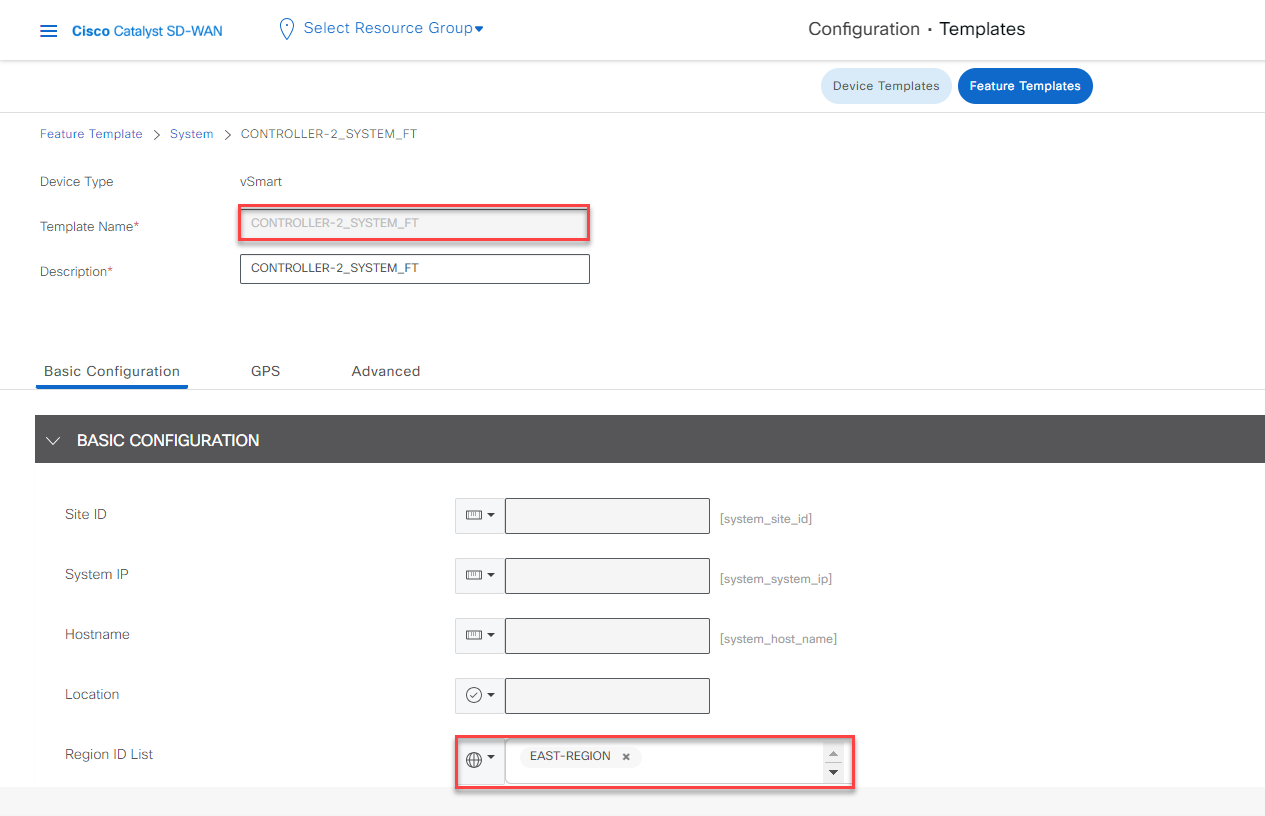 Cisco Catalyst SD-WAN
Select Resource Group
Configuration · Templates
Device Templates
Feature Templates
Feature Template > System > CONTROLLER-2_SYSTEM_FT
Device Type vSmart
Template Name* CONTROLLER-2_SYSTEM_FT
Description* CONTROLLER-2_SYSTEM_FT
Basic Configuration GPS Advanced
BASIC CONFIGURATION
Site ID [system_site_id]
System IP [system_system_ip]
Hostname [system_host_name]
Location
Region ID List EAST-REGION